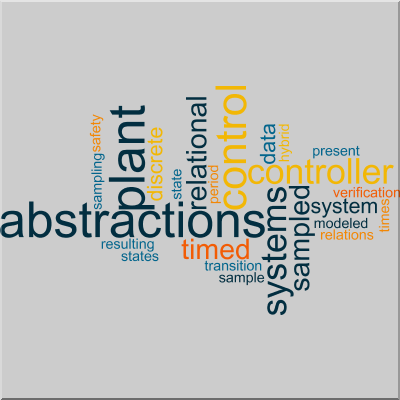 abstractions
plant
control
controller
systems
relational
sampled
timed
system
data
discrete
hybrid
present
verification
times
modeled
relations
safety
sampling
state
period
resulting
states
transition
sample